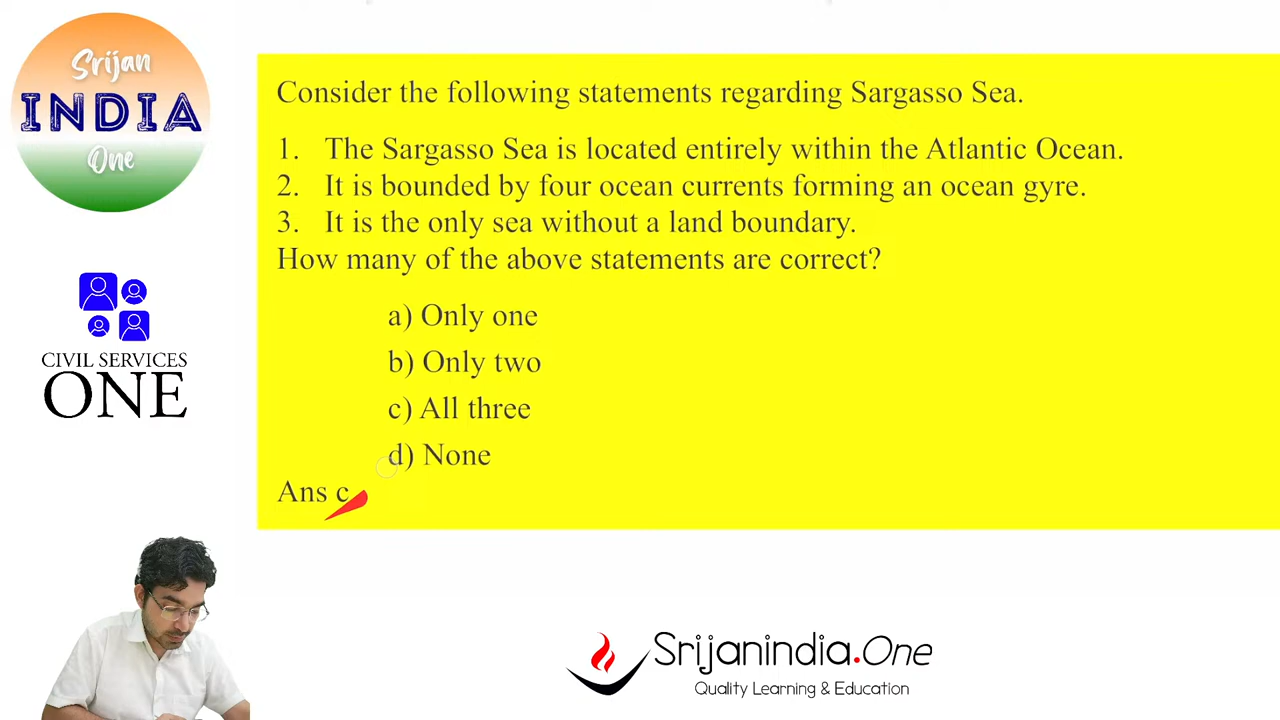 Srijan
INDIA
One
CIVIL SERVICES
ONE
Consider the following statements regarding Sargasso Sea.
1. The Sargasso Sea is located entirely within the Atlantic Ocean.
2. It is bounded by four ocean currents forming an ocean gyre.
3. It is the only sea without a land boundary.
How many of the above statements are correct?
a) Only one
b) Only two
c) All three
d) None
Ans c
Srijanindia.One
Quality Learning & Education